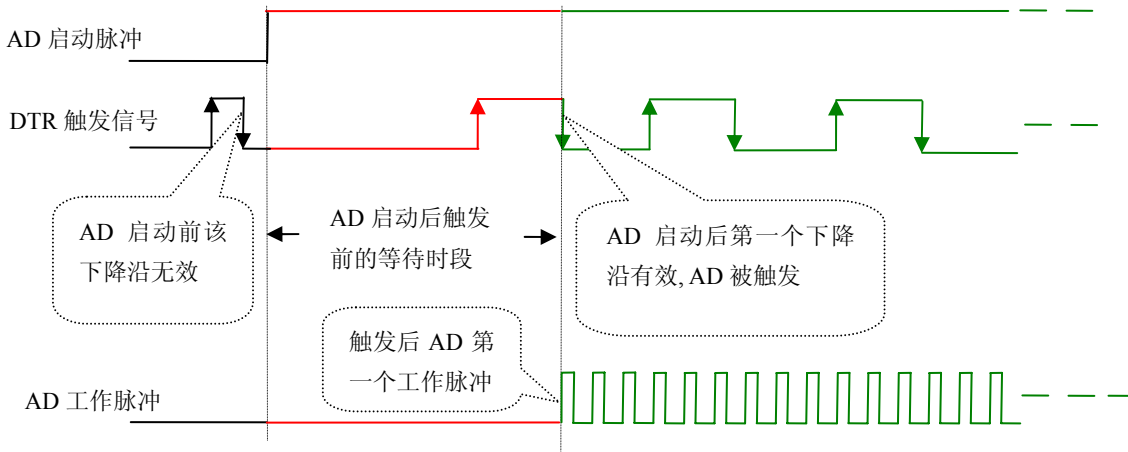 AD 启动脉冲
DTR 触发信号
AD 启动前该
下降沿无效
AD 启动后触发
前的等待时段
AD 启动后第一个下降
沿有效, AD 被触发
触发后 AD 第
一个工作脉冲
AD 工作脉冲